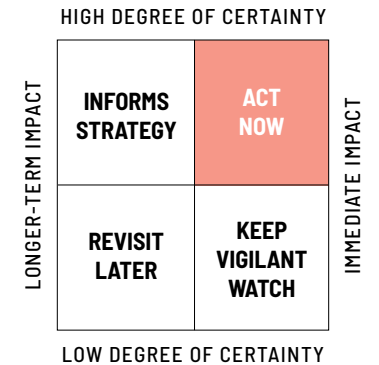 HIGH DEGREE OF CERTAINTY
LONGER-TERM IMPACT
INFORMS
STRATEGY
ACT
NOW
IMMEDIATE IMPACT
REVISIT
LATER
KEEP
VIGILANT
WATCH
LOW DEGREE OF CERTAINTY